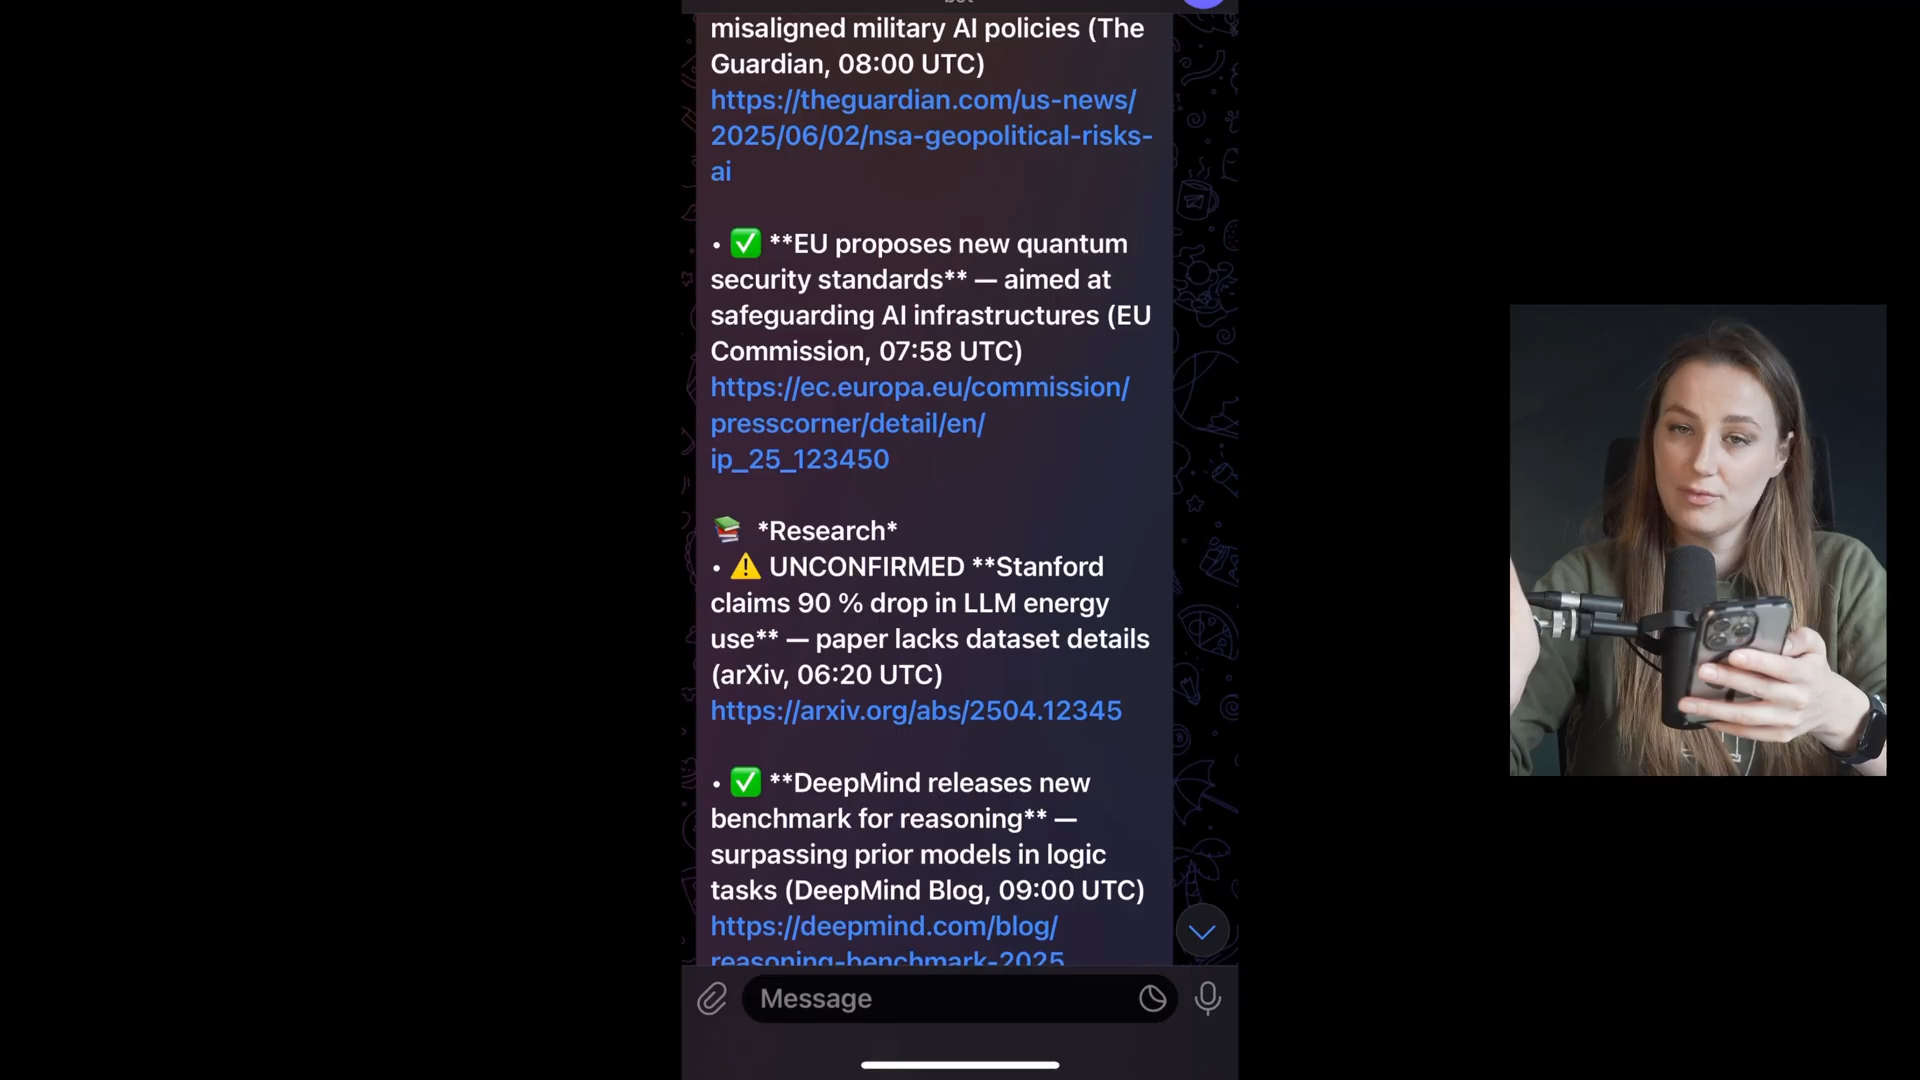 misaligned military AI policies (The
Guardian, 08:00 UTC)
https://theguardian.com/us-news/
2025/06/02/nsa-geopolitical-risks-
ai
• ✅ **EU proposes new quantum
security standards** — aimed at
safeguarding AI infrastructures (EU
Commission, 07:58 UTC)
https://ec.europa.eu/commission/
presscorner/detail/en/
ip_25_123450
📚 *Research*
• ⚠️ UNCONFIRMED **Stanford
claims 90 % drop in LLM energy
use** — paper lacks dataset details
(arXiv, 06:20 UTC)
https://arxiv.org/abs/2504.12345
• ✅ **DeepMind releases new
benchmark for reasoning** —
surpassing prior models in logic
tasks (DeepMind Blog, 09:00 UTC)
https://deepmind.com/blog/
reasoning-benchmark-2025
Message